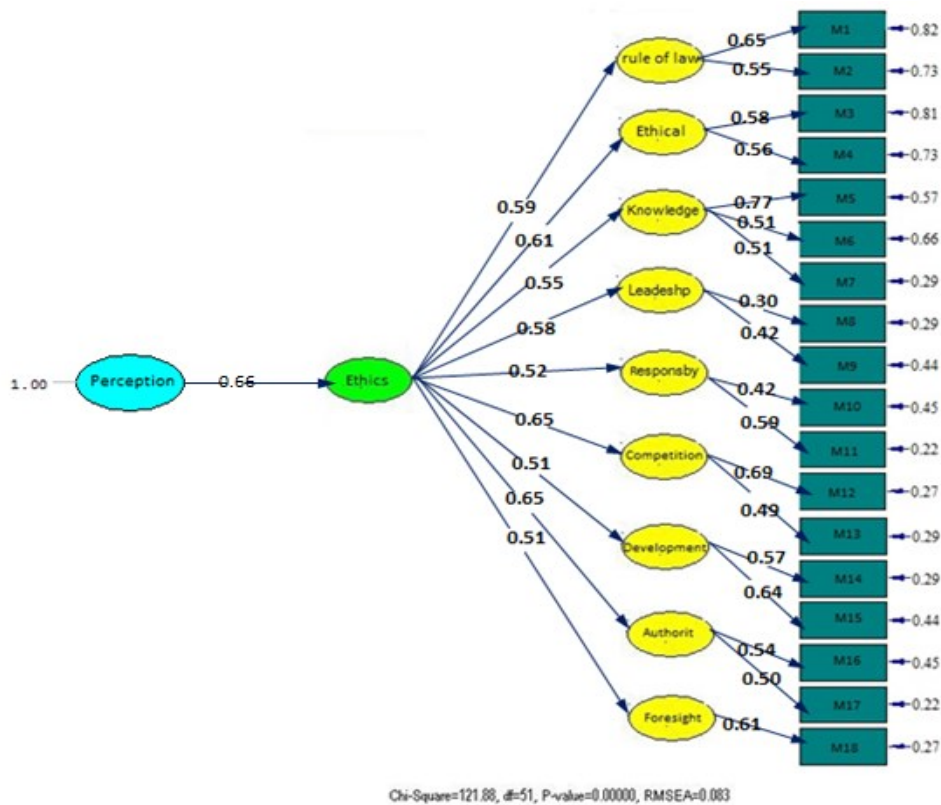 M1
0.82
0.65
rule of law
0.55
M2
0.73
0.58
M3
0.81
Ethical
0.56
M4
0.73
0.77
M5
0.57
0.59
Knowledge
0.51
M6
0.66
0.61
0.51
M7
0.29
0.55
Leadeshp
0.30
M8
0.29
0.58
0.42
M9
0.44
1.00
Perception
0.66
Ethics
0.52
Responsby
0.42
M10
0.45
0.59
M11
0.22
0.65
Competition
0.69
M12
0.27
0.51
0.49
M13
0.29
0.65
Development
0.57
M14
0.29
0.51
0.64
M15
0.44
Authorit
0.54
M16
0.45
0.50
M17
0.22
Foresight
0.61
M18
0.27
Chi-Square=121.88, df=51, P-value=0.00000, RMSEA=0.083